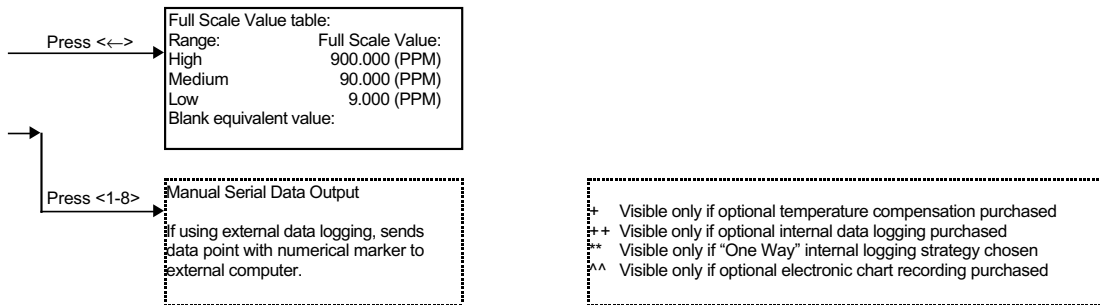 Press <←>
Full Scale Value table:
Range: Full Scale Value:
High 900.000 (PPM)
Medium 90.000 (PPM)
Low 9.000 (PPM)
Blank equivalent value:
Press <1-8>
Manual Serial Data Output
If using external data logging, sends
data point with numerical marker to
external computer.
+ Visible only if optional temperature compensation purchased
++ Visible only if optional internal data logging purchased
** Visible only if “One Way” internal logging strategy chosen
^^ Visible only if optional electronic chart recording purchased